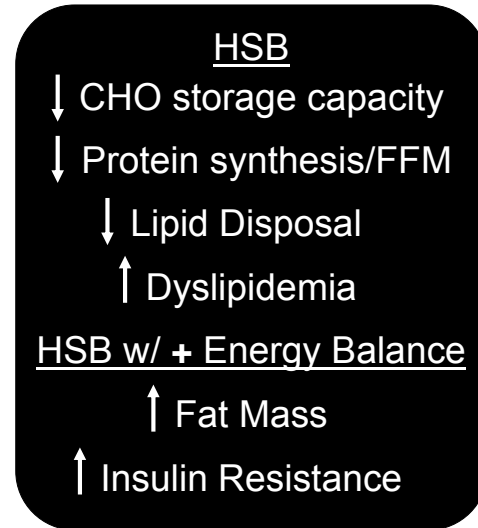 HSB
↓ CHO storage capacity
↓ Protein synthesis/FFM
↓ Lipid Disposal
↑ Dyslipidemia
HSB w/ + Energy Balance
↑ Fat Mass
↑ Insulin Resistance